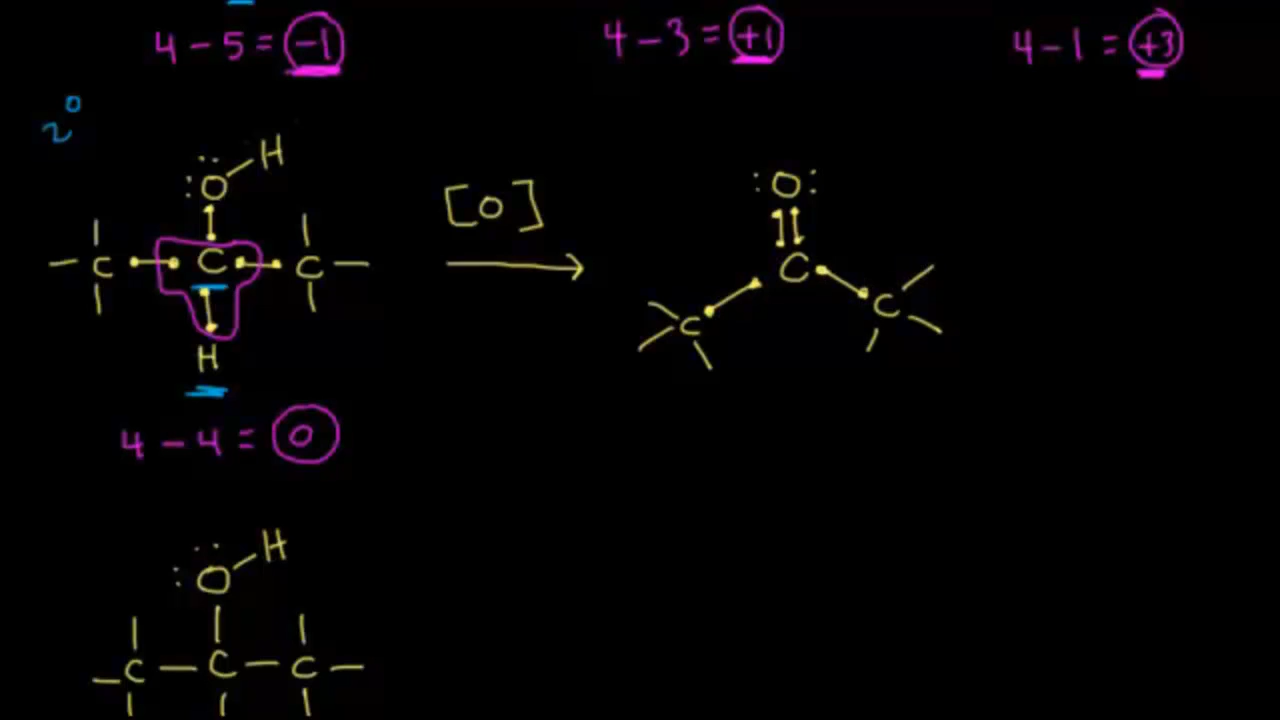 4 - 5 = -1
4 - 3 = +1
4 - 1 = +3
2°
:Ö-H
[O]
:O:
C C C
C C C
H
4 - 4 = 0
:Ö-H
C - C - C